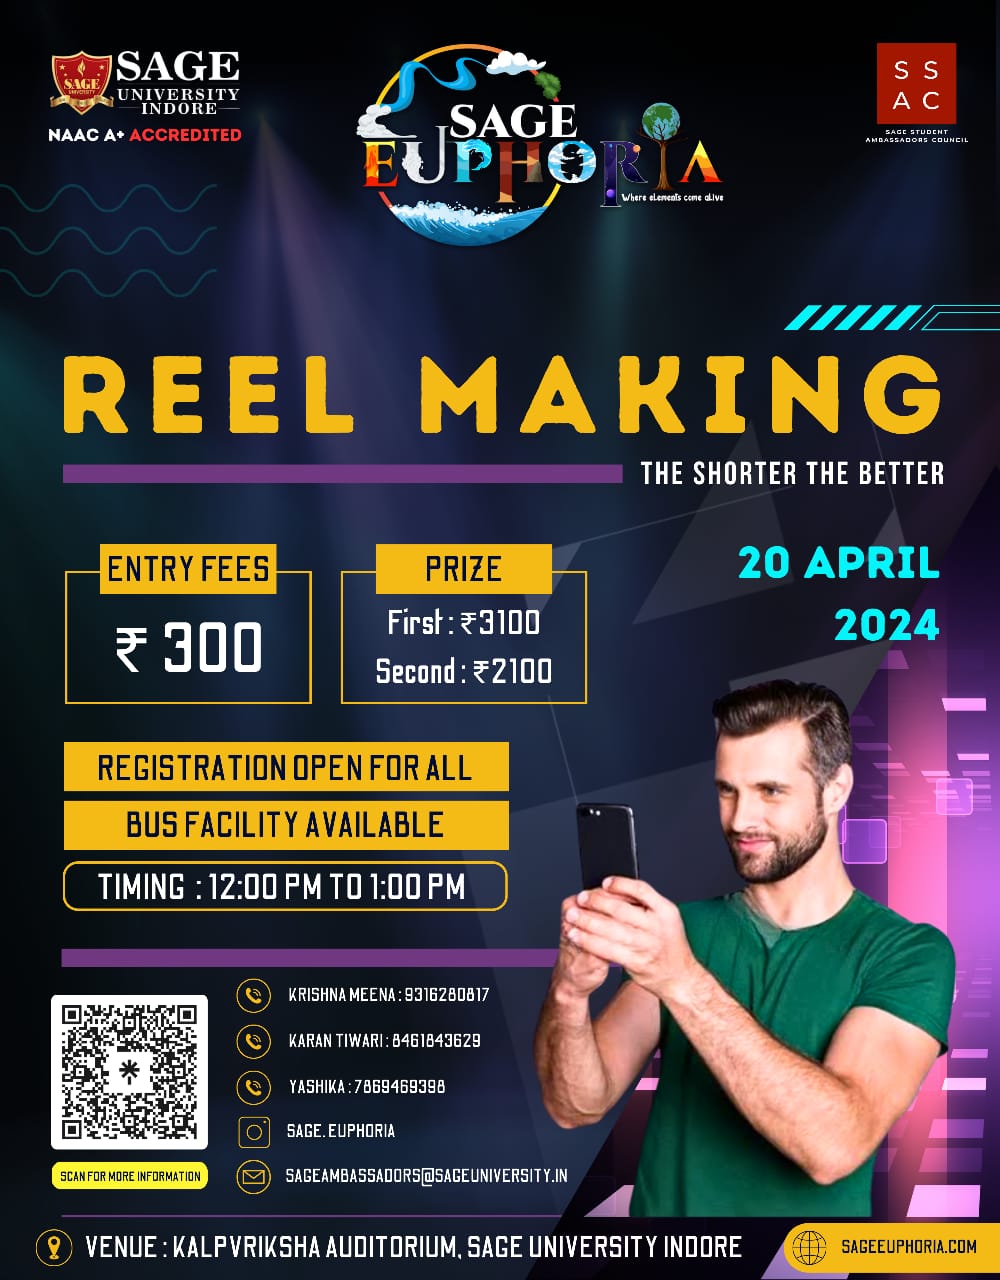 SAGE
UNIVERSITY
INDORE
NAAC A+ ACCREDITED
SAGE
UNIVERSITY
SAGE
EUPHORIA
Where elements come alive
S S
A C
SAGE STUDENT
AMBASSADORS COUNCIL
REEL MAKING
THE SHORTER THE BETTER
ENTRY FEES
₹ 300
PRIZE
First : ₹3100
Second : ₹2100
20 APRIL
2024
REGISTRATION OPEN FOR ALL
BUS FACILITY AVAILABLE
TIMING : 12:00 PM TO 1:00 PM
KRISHNA MEENA : 9316280817
KARAN TIWARI : 8461843629
YASHIKA : 7869469398
SAGE. EUPHORIA
SAGEAMBASSADORS@SAGEUNIVERSITY.IN
SCAN FOR MORE INFORMATION
VENUE : KALPVRIKSHA AUDITORIUM, SAGE UNIVERSITY INDORE
SAGEEUPHORIA.COM